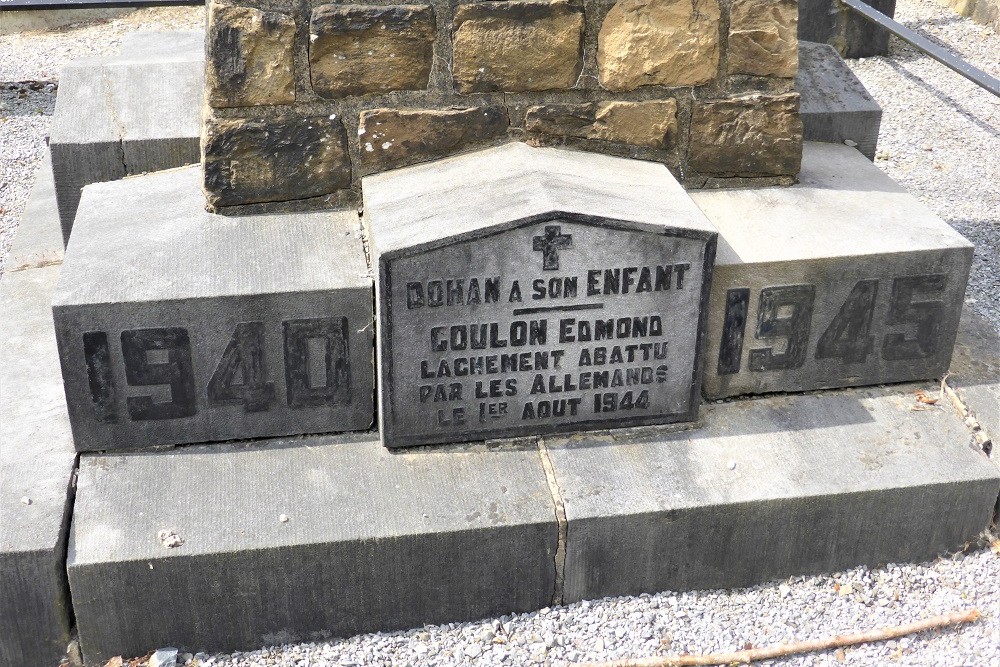 DOHAN A SON ENFANT
GOULON EDMOND
LACHEMENT ABATTU
PAR LES ALLEMANDS
LE 1ER AOUT 1944
1940
1945